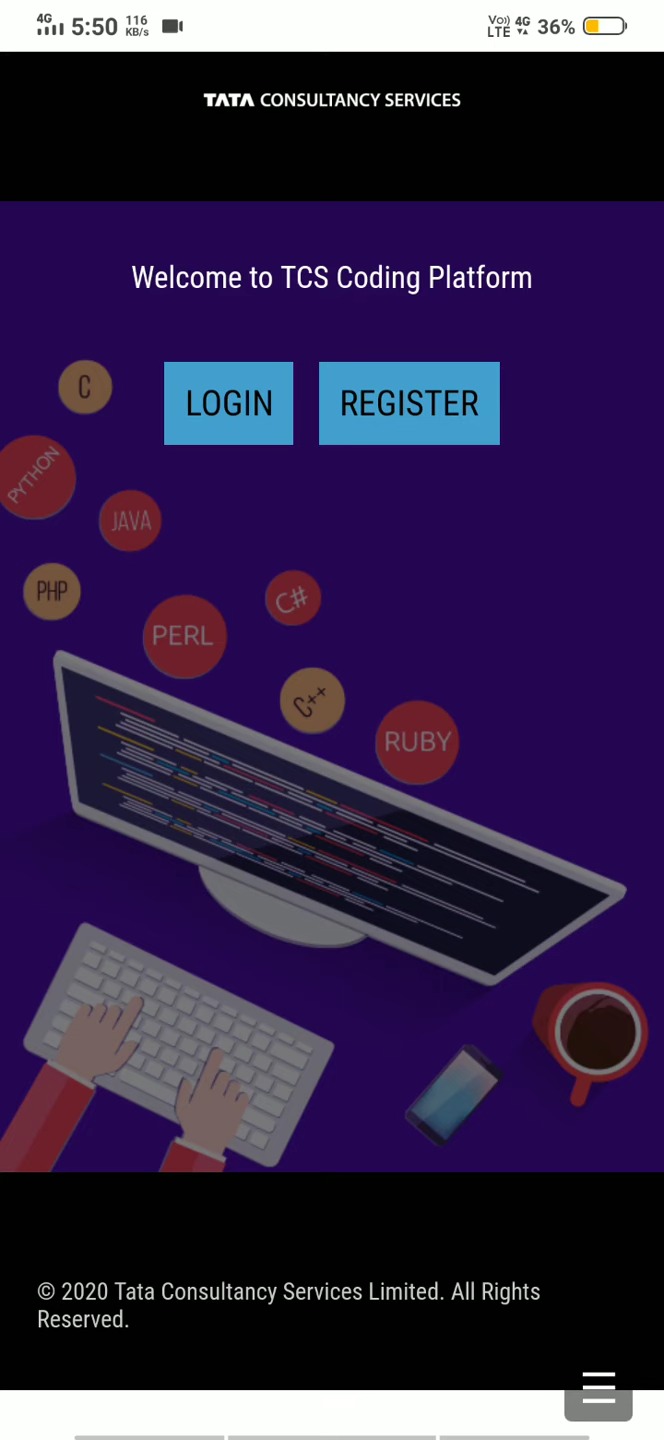 4G 5:50 116 KB/s Vo)) LTE 4G 36%
TATA CONSULTANCY SERVICES
Welcome to TCS Coding Platform
LOGIN REGISTER
C
PYTHON
JAVA
PHP
C#
PERL
C++
RUBY
© 2020 Tata Consultancy Services Limited. All Rights
Reserved.